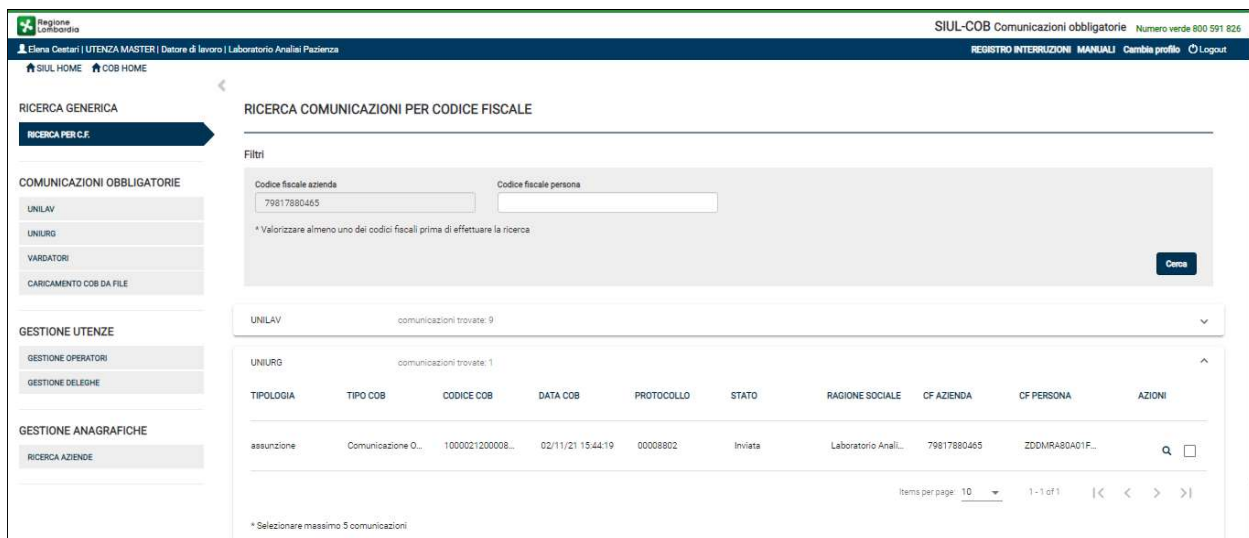 Regione
Lombardia
SIUL-COB Comunicazioni obbligatorie Numero verde 800 591 826
Elena Cestari | UTENZA MASTER | Datore di lavoro | Laboratorio Analisi Pazienza
REGISTRO INTERRUZIONI MANUALI Cambia profilo Logout
SIUL HOME COB HOME
RICERCA GENERICA
RICERCA PER C.F.
COMUNICAZIONI OBBLIGATORIE
UNILAV
UNIURG
VARDATORI
CARICAMENTO COB DA FILE
GESTIONE UTENZE
GESTIONE OPERATORI
GESTIONE DELEGHE
GESTIONE ANAGRAFICHE
RICERCA AZIENDE
RICERCA COMUNICAZIONI PER CODICE FISCALE
Filtri
Codice fiscale azienda Codice fiscale persona
79817880465
* Valorizzare almeno uno dei codici fiscali prima di effettuare la ricerca
Cerca
UNILAV comunicazioni trovate: 9
UNIURG comunicazioni trovate: 1
TIPOLOGIA TIPO COB CODICE COB DATA COB PROTOCOLLO STATO RAGIONE SOCIALE CF AZIENDA CF PERSONA AZIONI
assunzione Comunicazione O... 1000021200008... 02/11/21 15:44:19 00008802 Inviata Laboratorio Anali... 79817880465 ZDDMRA80A01F...
Items per page: 10 1 - 1 of 1
* Selezionare massimo 5 comunicazioni